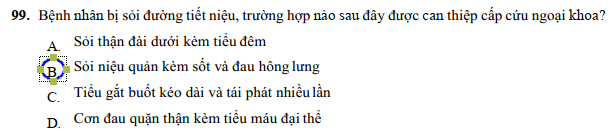 99. Bệnh nhân bị sỏi đường tiết niệu, trường hợp nào sau đây được can thiệp cấp cứu ngoại khoa?
A. Sỏi thận đài dưới kèm tiểu đêm
B. Sỏi niệu quản kèm sốt và đau hông lưng
C. Tiểu gắt buốt kéo dài và tái phát nhiều lần
D. Cơn đau quặn thận kèm tiểu máu đại thể